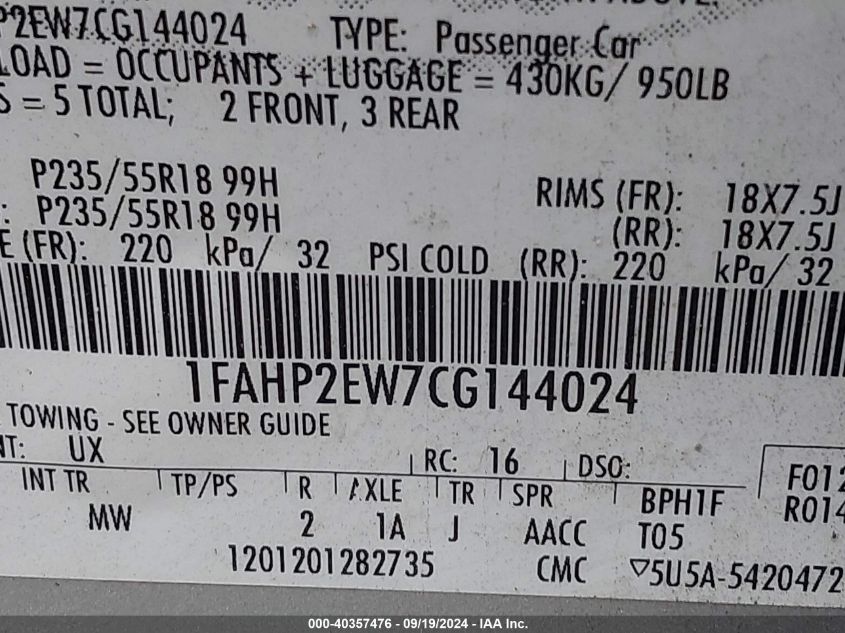 P2EW7CG144024 TYPE: Passenger Car
LOAD = OCCUPANTS + LUGGAGE = 430KG/ 950LB
S = 5 TOTAL; 2 FRONT, 3 REAR
P235/55R18 99H RIMS (FR): 18X7.5J
: P235/55R18 99H (RR): 18X7.5J
E (FR): 220 kPa/ 32 PSI COLD (RR): 220 kPa/ 32
1FAHP2EW7CG144024
TOWING - SEE OWNER GUIDE
NT: UX RC: 16 DSO:
INT TR TP/PS R AXLE TR SPR BPH1F F012
MW 2 1A J AACC T05 R014
1201201282735 CMC ▽5U5A-5420472
000-40357476 - 09/19/2024 - IAA Inc.